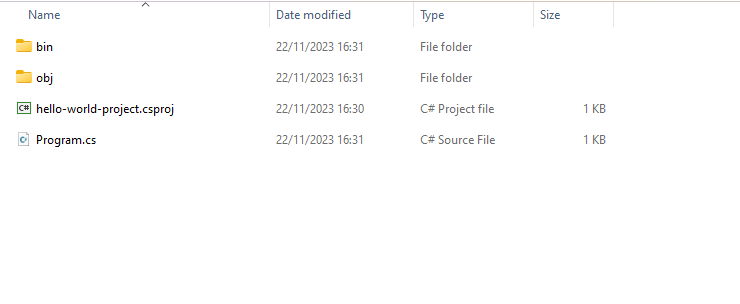 Name Date modified Type Size
bin 22/11/2023 16:31 File folder
obj 22/11/2023 16:31 File folder
C# hello-world-project.csproj 22/11/2023 16:30 C# Project file 1 KB
Program.cs 22/11/2023 16:31 C# Source File 1 KB